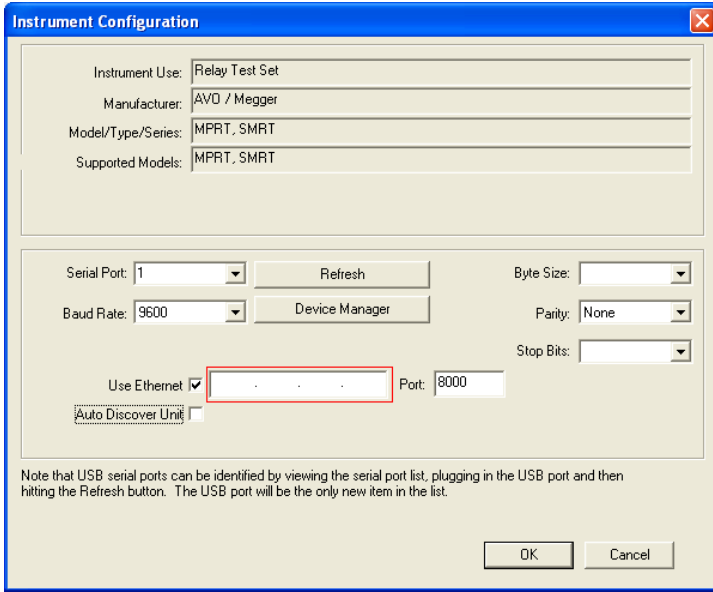 Instrument Configuration
Instrument Use: Relay Test Set
Manufacturer: AVO / Megger
Model/Type/Series: MPRT, SMRT
Supported Models: MPRT, SMRT
Serial Port: 1 Refresh Byte Size:
Baud Rate: 9600 Device Manager Parity: None
Stop Bits:
Use Ethernet . . . Port: 8000
Auto Discover Unit
Note that USB serial ports can be identified by viewing the serial port list, plugging in the USB port and then
hitting the Refresh button. The USB port will be the only new item in the list.
OK Cancel